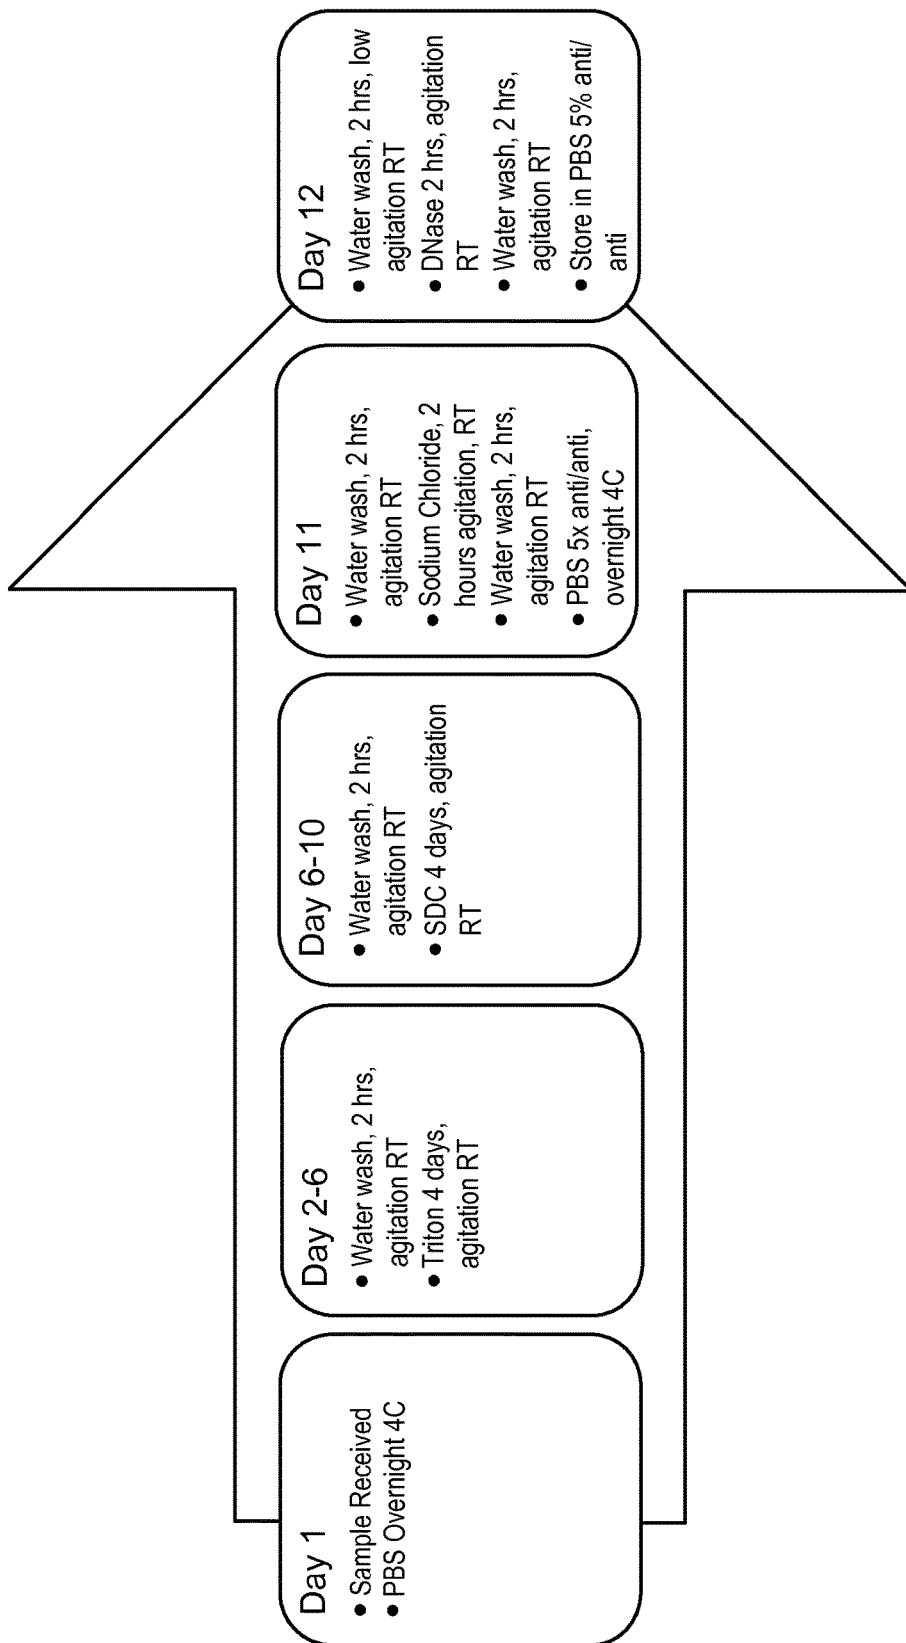 Day 1
• Sample Received
• PBS Overnight 4C
Day 2-6
• Water wash, 2 hrs,
agitation RT
• Triton 4 days,
agitation RT
Day 6-10
• Water wash, 2 hrs,
agitation RT
• SDC 4 days, agitation
RT
Day 11
• Water wash, 2 hrs,
agitation RT
• Sodium Chloride, 2
hours agitation, RT
• Water wash, 2 hrs,
agitation RT
• PBS 5x anti/anti,
overnight 4C
Day 12
• Water wash, 2 hrs, low
agitation RT
• DNase 2 hrs, agitation
RT
• Water wash, 2 hrs,
agitation RT
• Store in PBS 5% anti/
anti